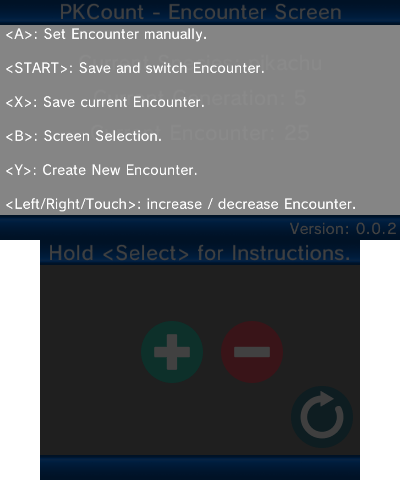 PKCount - Encounter Screen
<A>: Set Encounter manually.
<START>: Save and switch Encounter.
<X>: Save current Encounter.
<B>: Screen Selection.
<Y>: Create New Encounter.
<Left/Right/Touch>: increase / decrease Encounter.
Version: 0.0.2
Hold <Select> for Instructions.